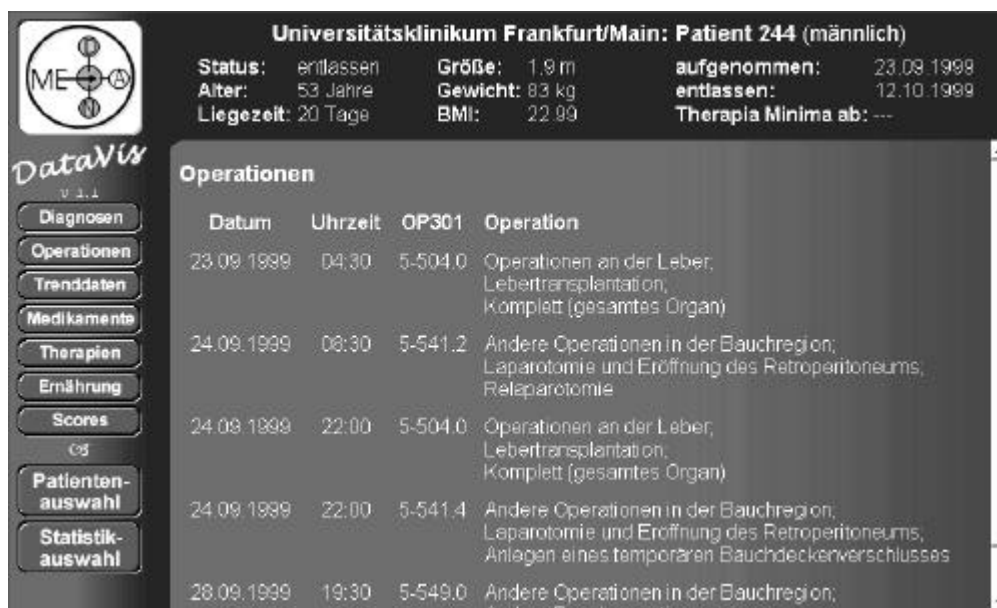 Universitätsklinikum Frankfurt/Main: Patient 244 (männlich)
Status: entlassen Größe: 1.9 m aufgenommen: 23.09.1999
Alter: 53 Jahre Gewicht: 83 kg entlassen: 12.10.1999
Liegezeit: 20 Tage BMI: 22.99 Therapia Minima ab: ---
D
ME A
N
DataVis
v 1.1
Diagnosen
Operationen
Trenddaten
Medikamente
Therapien
Ernährung
Scores
Patienten-
auswahl
Statistik-
auswahl
Operationen
Datum Uhrzeit OP301 Operation
23.09.1999 04:30 5-504.0 Operationen an der Leber;
Lebertransplantation;
Komplett (gesamtes Organ)
24.09.1999 5-541.2 Andere Operationen in der Bauchregion;
Laparotomie und Eröffnung des Retroperitoneums;
Relaparotomie
24.09.1999 22:00 5-504.0 Operationen an der Leber;
Lebertransplantation;
Komplett (gesamtes Organ)
24.09.1999 22:00 5-541.4 Andere Operationen in der Bauchregion;
Laparotomie und Eröffnung des Retroperitoneums;
Anlegen eines temporären Bauchdeckenverschlusses
28.09.1999 19:30 5-549.0 Andere Operationen in der Bauchregion;